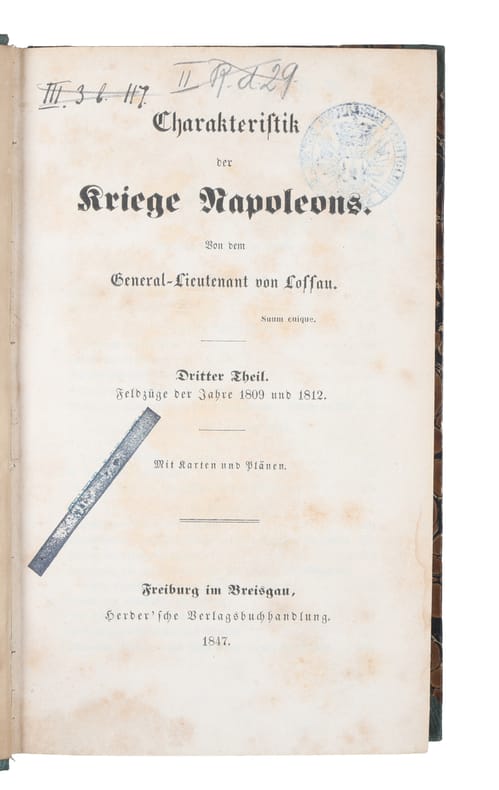 III. 3 b. 117.
II R. d. 29
Charakteristik
der
Kriege Napoleons.
Von dem
General-Lieutenant von Lossau.
Suum cuique.
Dritter Theil.
Feldzüge der Jahre 1809 und 1812.
Mit Karten und Plänen.
Freiburg im Breisgau,
Herder'sche Verlagsbuchhandlung.
1847.